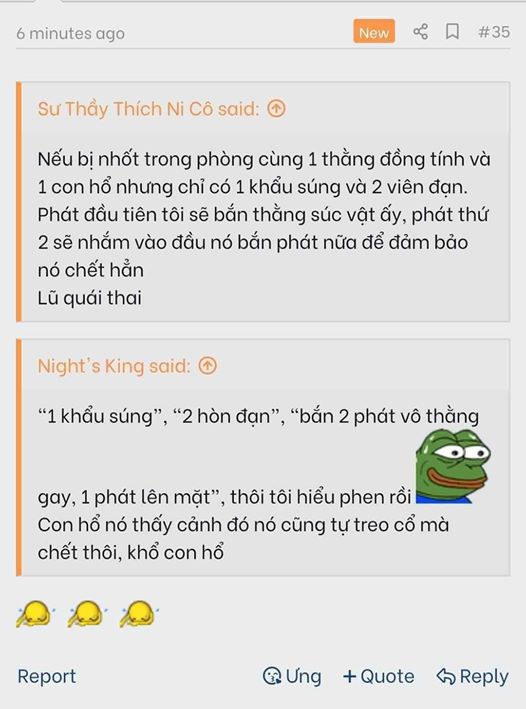 6 minutes ago New #35
Sư Thầy Thích Ni Cô said:
Nếu bị nhốt trong phòng cùng 1 thằng đồng tính và
1 con hổ nhưng chỉ có 1 khẩu súng và 2 viên đạn.
Phát đầu tiên tôi sẽ bắn thằng súc vật ấy, phát thứ
2 sẽ nhắm vào đầu nó bắn phát nữa để đảm bảo
nó chết hẳn
Lũ quái thai
Night's King said:
“1 khẩu súng”, “2 hòn đạn”, “bắn 2 phát vô thằng
gay, 1 phát lên mặt”, thôi tôi hiểu phen rồi
Con hổ nó thấy cảnh đó nó cũng tự treo cổ mà
chết thôi, khổ con hổ
Report Ưng +Quote Reply